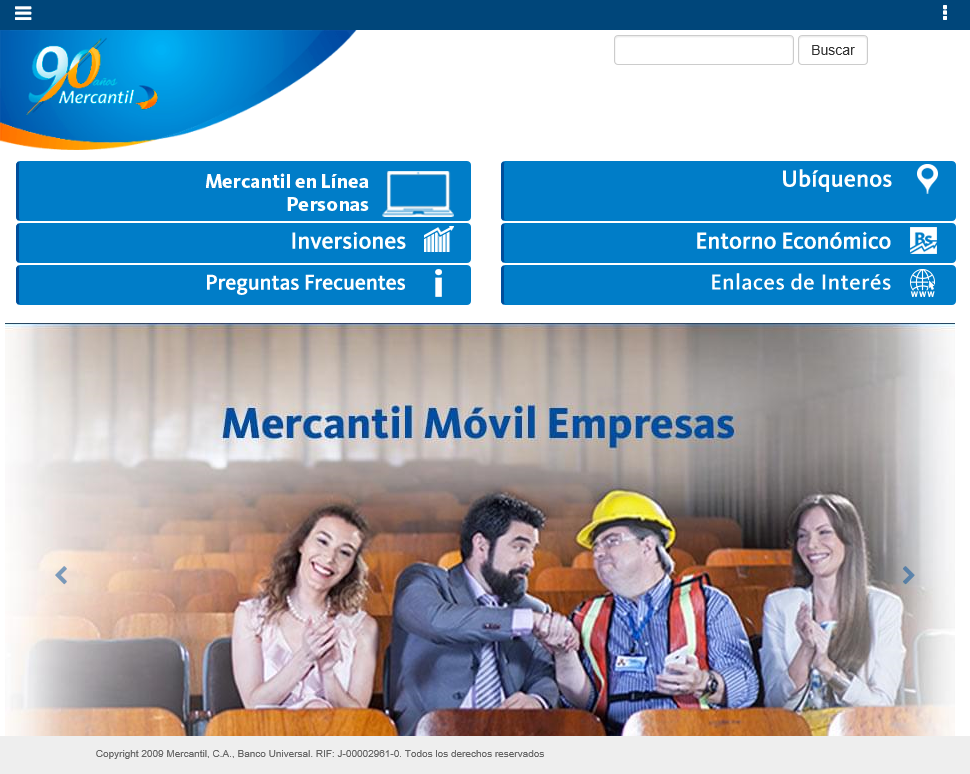 90
años
Mercantil
Buscar
Mercantil en Línea
Personas
Ubíquenos
Inversiones
Entorno Económico
Bs
Preguntas Frecuentes
i
Enlaces de Interés
www
Mercantil Móvil Empresas
Copyright 2009 Mercantil, C.A., Banco Universal. RIF: J-00002961-0. Todos los derechos reservados